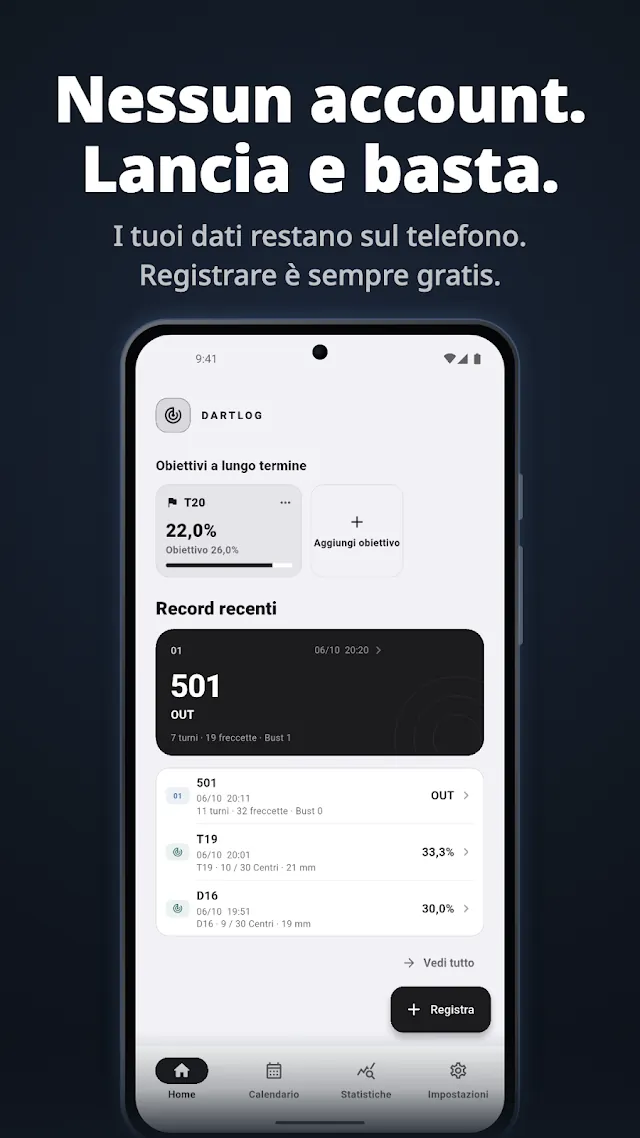 Nessun account.
Lancia e basta.
I tuoi dati restano sul telefono.
Registrare è sempre gratis.
9:41
DARTLOG
Obiettivi a lungo termine
T20 ···
22,0%
Obiettivo 26,0%
+
Aggiungi obiettivo
Record recenti
01 06/10 20:20 >
501
OUT
7 turni · 19 freccette · Bust 1
501
01 06/10 20:11 OUT >
11 turni · 32 freccette · Bust 0
T19
06/10 20:01 33,3% >
T19 · 10 / 30 Centri · 21 mm
D16
06/10 19:51 30,0% >
D16 · 9 / 30 Centri · 19 mm
→ Vedi tutto
+ Registra
Home Calendario Statistiche Impostazioni